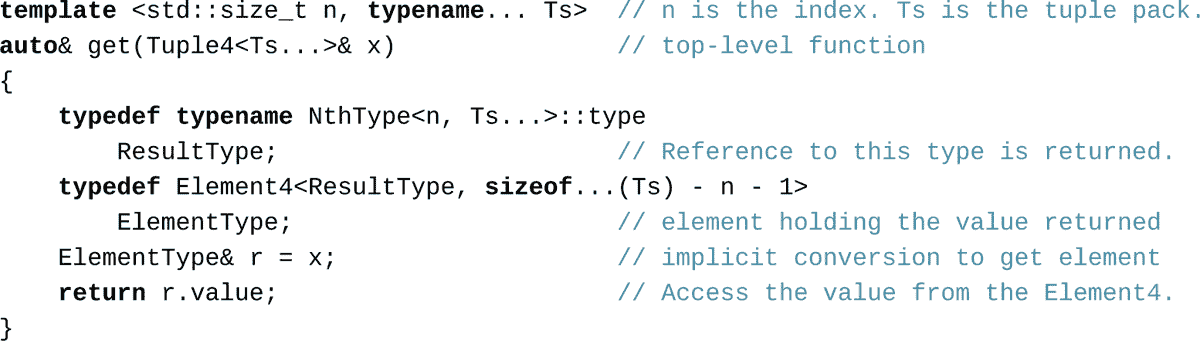 template <std::size_t n, typename... Ts>  // n is the index. Ts is the tuple pack.
auto& get(Tuple4<Ts...>& x)               // top-level function
{
    typedef typename NthType<n, Ts...>::type
        ResultType;                       // Reference to this type is returned.
    typedef Element4<ResultType, sizeof...(Ts) - n - 1>
        ElementType;                      // element holding the value returned
    ElementType& r = x;                   // implicit conversion to get element
    return r.value;                       // Access the value from the Element4.
}